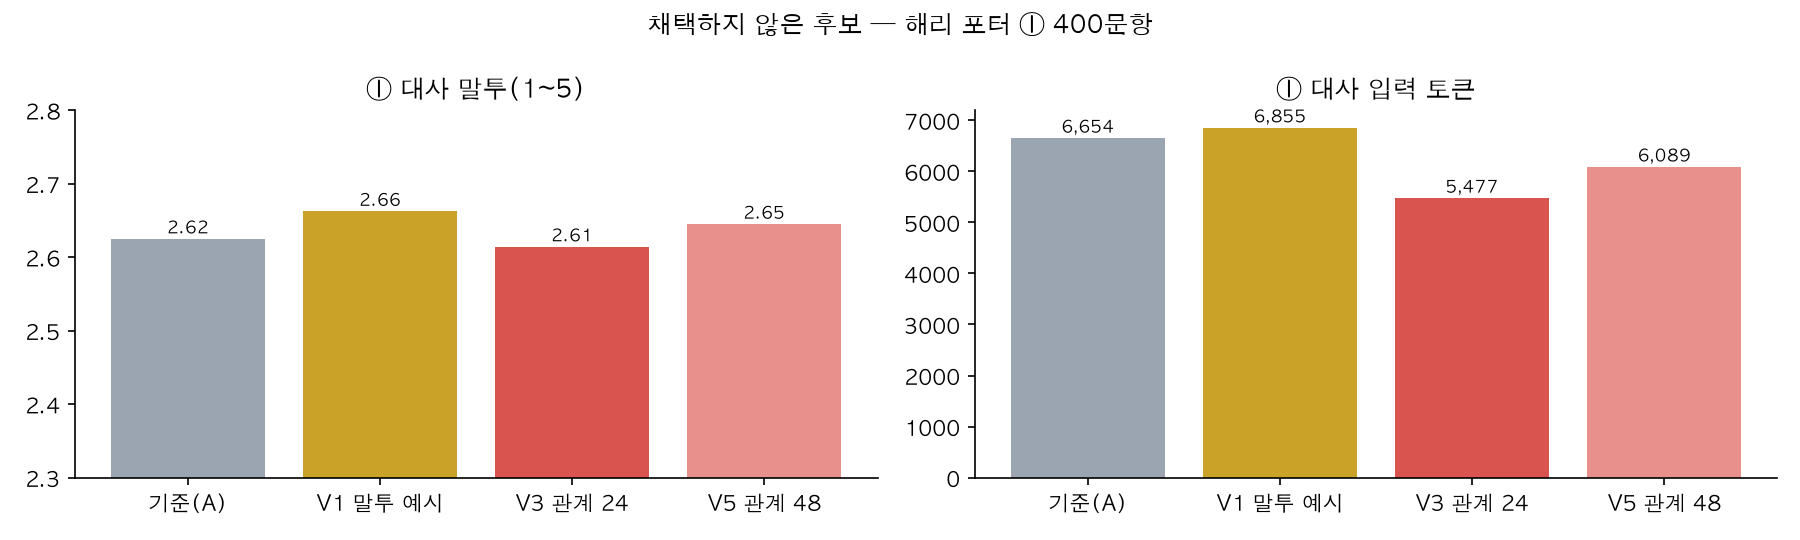 채택하지 않은 후보 — 해리 포터 ① 400문항
① 대사 말투(1~5)
2.8
2.7
2.6
2.5
2.4
2.3
2.62
2.66
2.61
2.65
기준(A)
V1 말투 예시
V3 관계 24
V5 관계 48
① 대사 입력 토큰
7000
6000
5000
4000
3000
2000
1000
0
6,654
6,855
5,477
6,089
기준(A)
V1 말투 예시
V3 관계 24
V5 관계 48